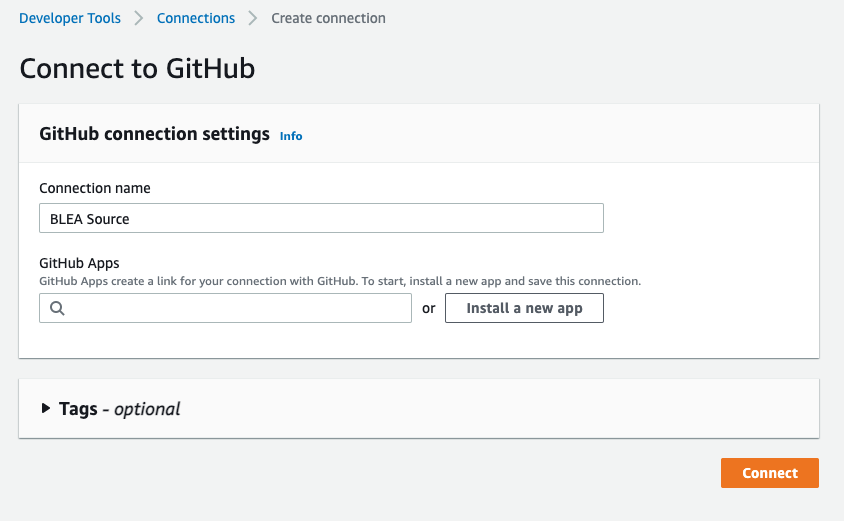 Developer Tools > Connections > Create connection
Connect to GitHub
GitHub connection settings Info
Connection name
BLEA Source
GitHub Apps
GitHub Apps create a link for your connection with GitHub. To start, install a new app and save this connection.
or Install a new app
Tags - optional
Connect